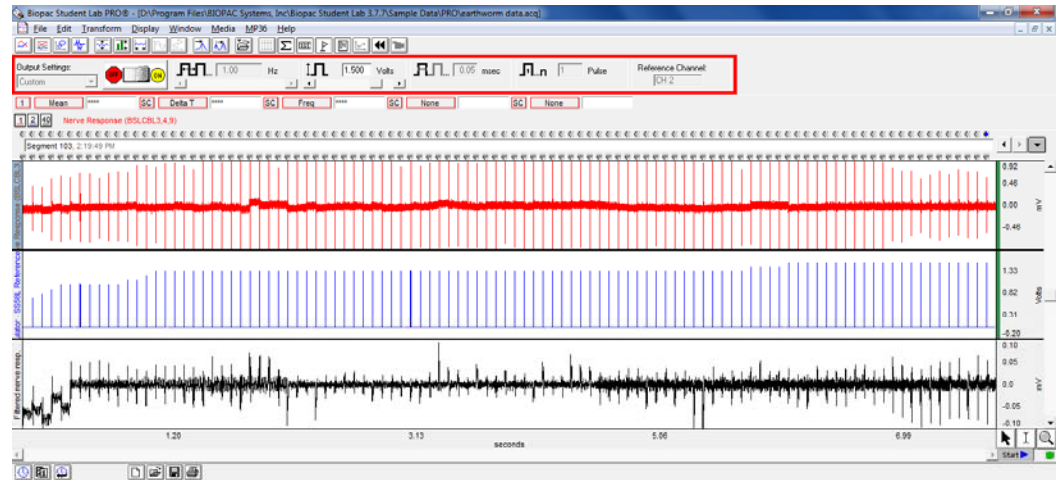 Biopac Student Lab PRO® - [D:\Program Files\BIOPAC Systems, Inc\Biopac Student Lab 3.7.7\Sample Data\PRO\earthworm data.acq]
File Edit Transform Display Window Media MP36 Help
Output Settings:
Custom OFF ON 1.00 Hz 1.500 Volts 0.05 msec n 1 Pulse Reference Channel: CH 2
1 Mean **** SC Delta T **** SC Freq **** SC None SC None
1 2 40 Nerve Response (BSLCBL3,4,9)
Segment 103, 2:19:49 PM
0.92
0.46
0.00 mV
-0.46
1.33
0.82 Volts
0.31
-0.20
Filtered nerve resp.
0.10
0.05
0.0
-0.05
-0.10
1.20 3.13 5.06 6.99
seconds
Start